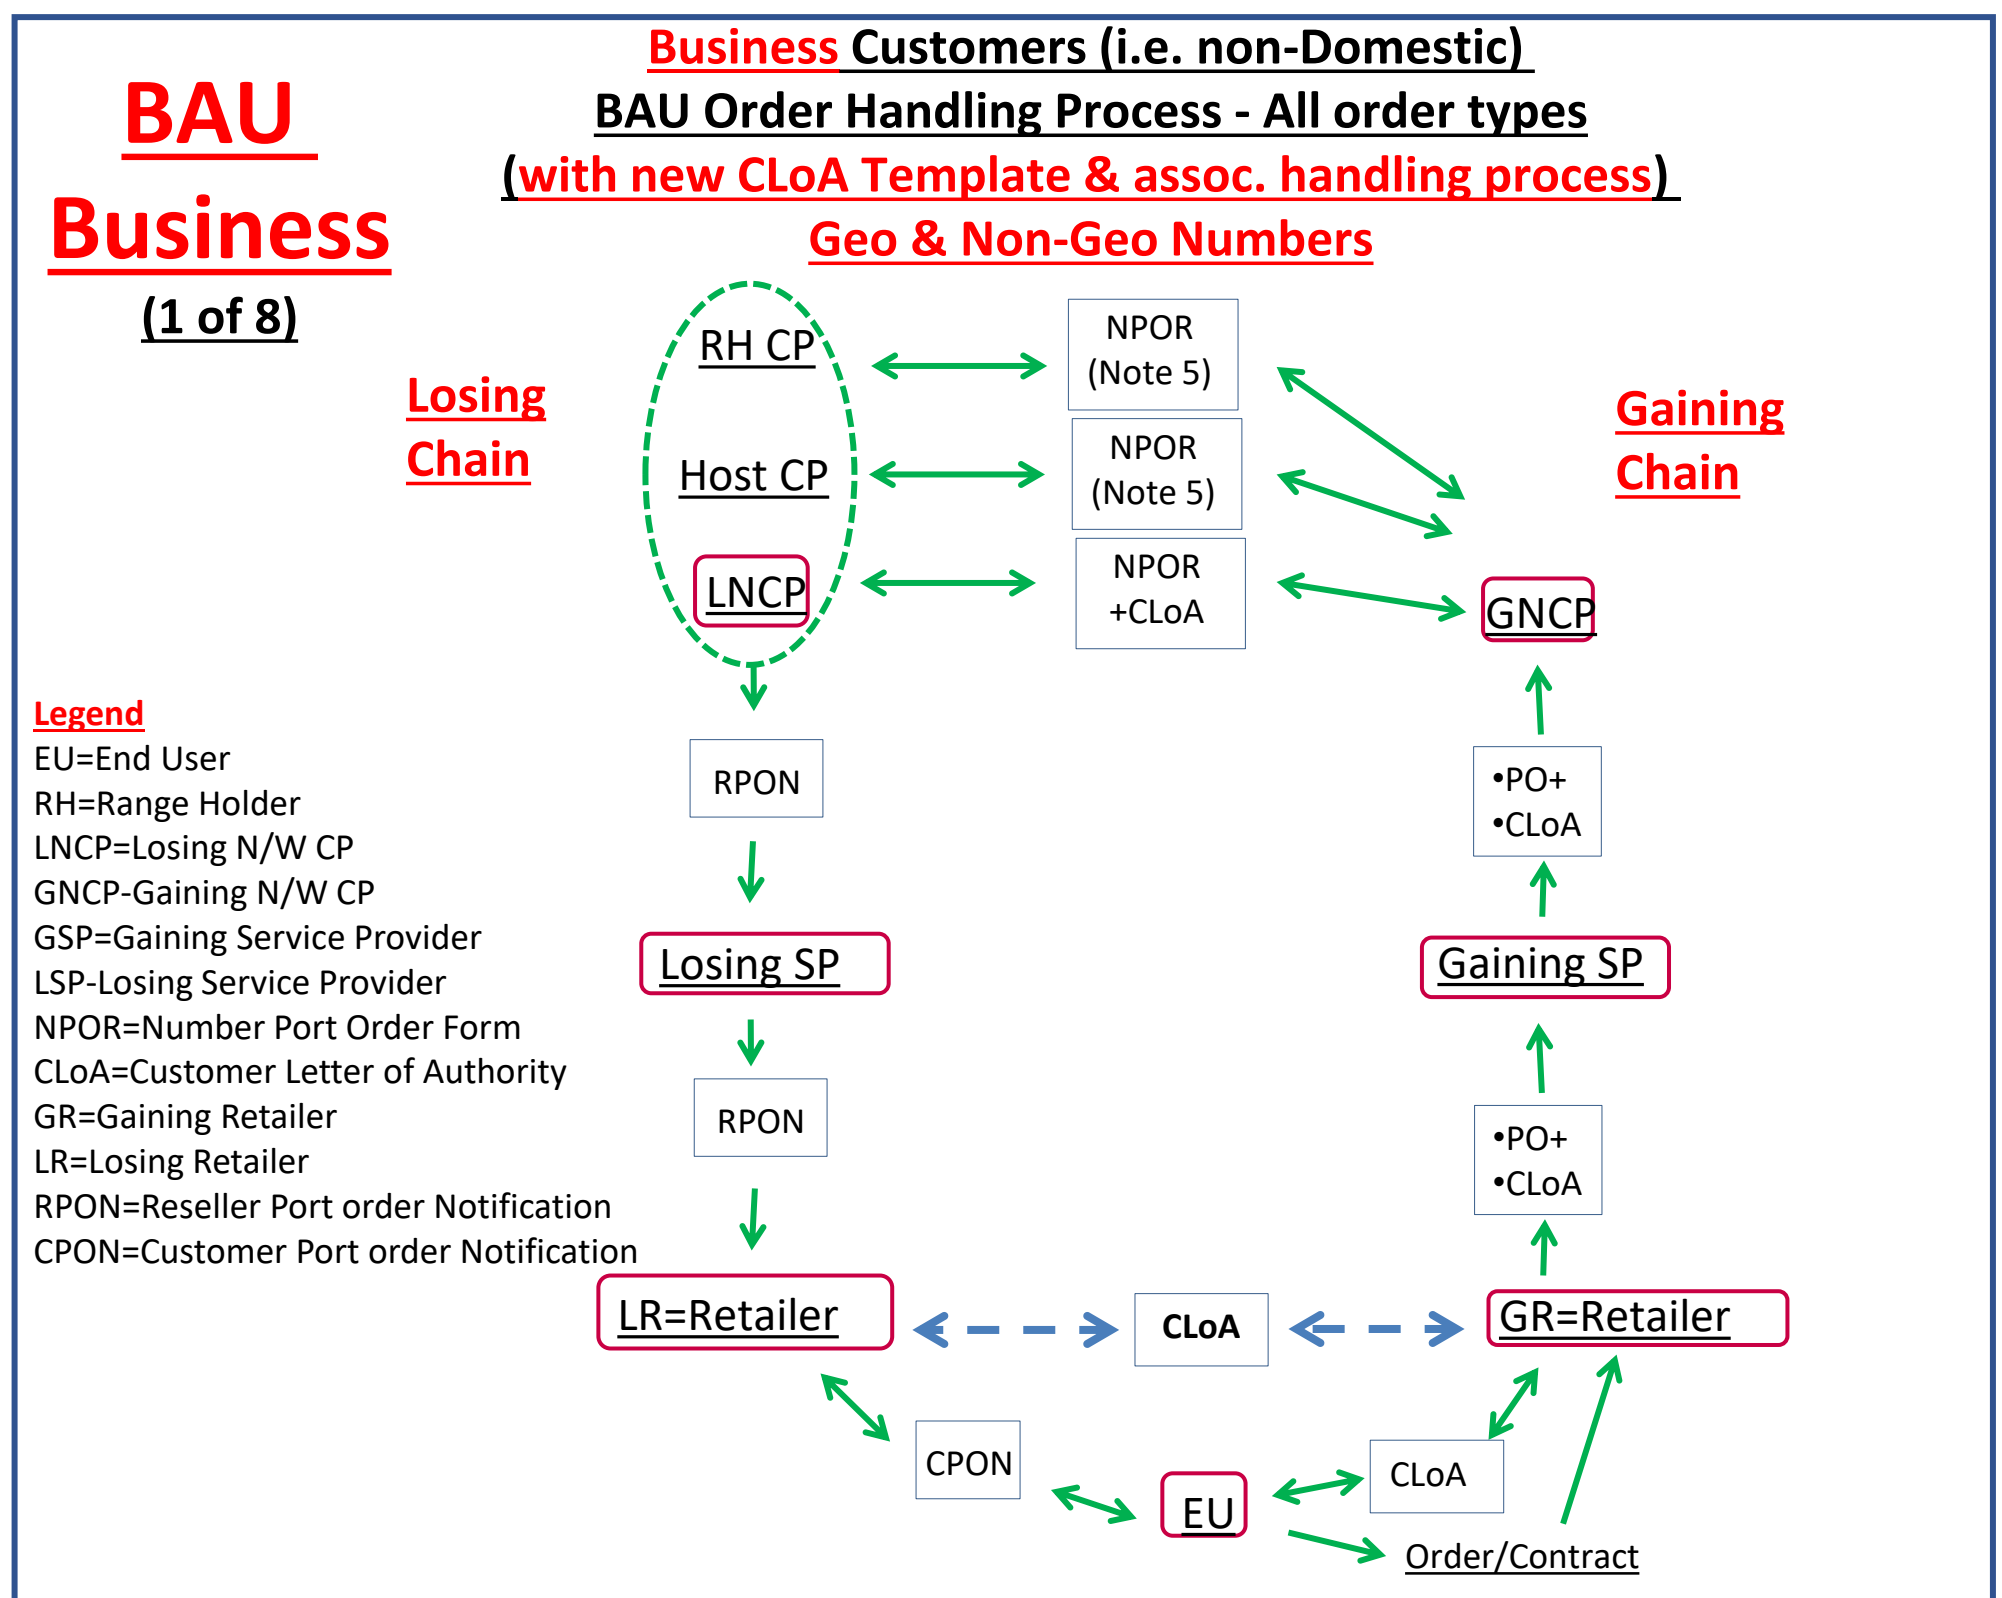 Business Customers (i.e. non-Domestic)
BAU Order Handling Process - All order types
(with new CLoA Template & assoc. handling process)
Geo & Non-Geo Numbers
BAU
Business
(1 of 8)
Losing
Chain
Gaining
Chain
RH CP
NPOR
(Note 5)
Host CP
NPOR
(Note 5)
LNCP
NPOR
+CLoA
GNCP
Legend
EU=End User
RH=Range Holder
LNCP=Losing N/W CP
GNCP-Gaining N/W CP
GSP=Gaining Service Provider
LSP-Losing Service Provider
NPOR=Number Port Order Form
CLoA=Customer Letter of Authority
GR=Gaining Retailer
LR=Losing Retailer
RPON=Reseller Port order Notification
CPON=Customer Port order Notification
RPON
•PO+
•CLoA
Losing SP
Gaining SP
RPON
•PO+
•CLoA
LR=Retailer
CLoA
GR=Retailer
CPON
EU
CLoA
Order/Contract